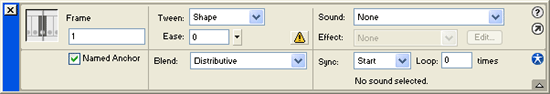 Frame Tween: Shape Sound: None
1 Ease: 0 Effect: None Edit...
Named Anchor Blend: Distributive Sync: Start Loop: 0 times
No sound selected.